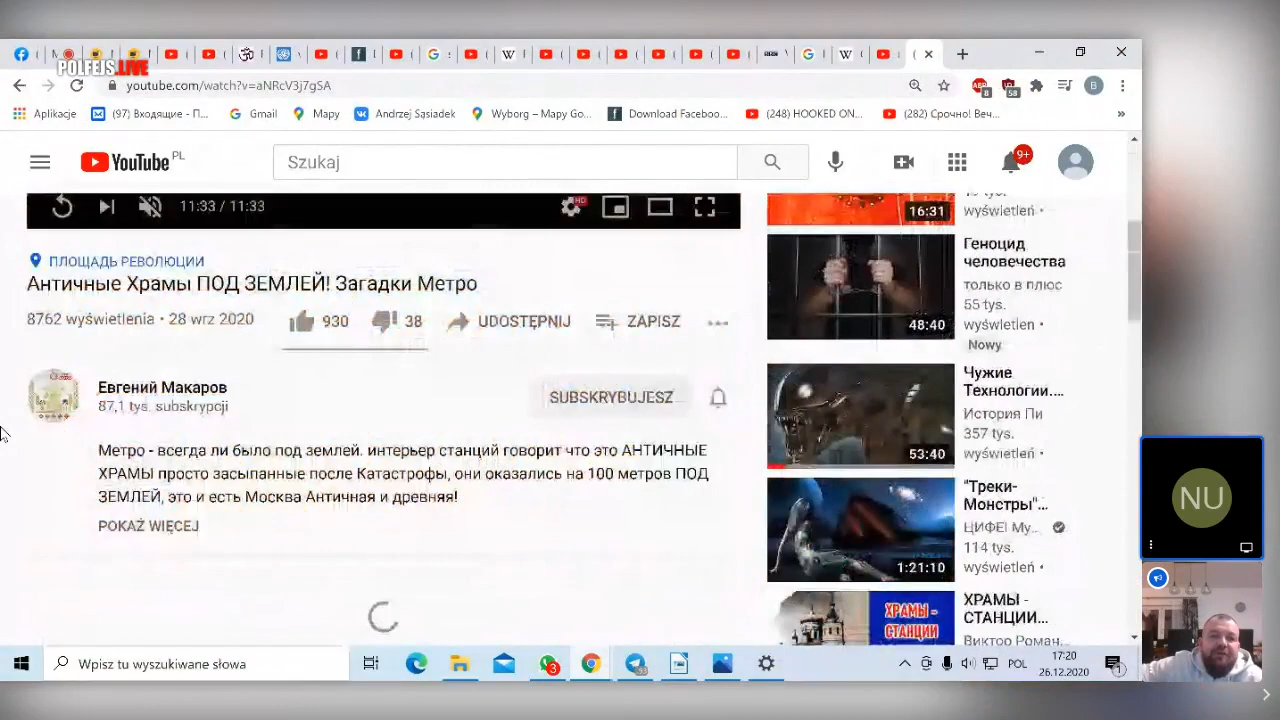 POLFEJS.LIVE
youtube.com/watch?v=aNRcV3j7gSA
Aplikacje
(97) Входящие - П...
Gmail
Mapy
Andrzej Sąsiadek
Wyborg – Mapy Go...
Download Faceboo...
(248) HOOKED ON...
(282) Срочно! Веч...
YouTube PL
Szukaj
9+
11:33 / 11:33
HD
ПЛОЩАДЬ РЕВОЛЮЦИИ
Античные Храмы ПОД ЗЕМЛЕЙ! Загадки Метро
8762 wyświetlenia • 28 wrz 2020
930
38
UDOSTĘPNIJ
ZAPISZ
Евгений Макаров
87,1 tys. subskrypcji
SUBSKRYBUJESZ
Метро - всегда ли было под землей. интерьер станций говорит что это АНТИЧНЫЕ
ХРАМЫ просто засыпанные после Катастрофы, они оказались на 100 метров ПОД
ЗЕМЛЕЙ, это и есть Москва Античная и древняя!
POKAŻ WIĘCEJ
16:31
wyświetleń •
48:40
Геноцид
человечества
только в плюс
55 tys.
wyświetleń •
Nowy
53:40
Чужие
Технологии....
История Пи
357 tys.
wyświetleń •
1:21:10
"Треки-
Монстры"...
ЦИФЕЙ Му...
114 tys.
wyświetleń •
ХРАМЫ -
СТАНЦИИ
ХРАМЫ -
СТАНЦИИ...
Виктор Роман...
NU
Wpisz tu wyszukiwane słowa
3
POL
17:20
26.12.2020